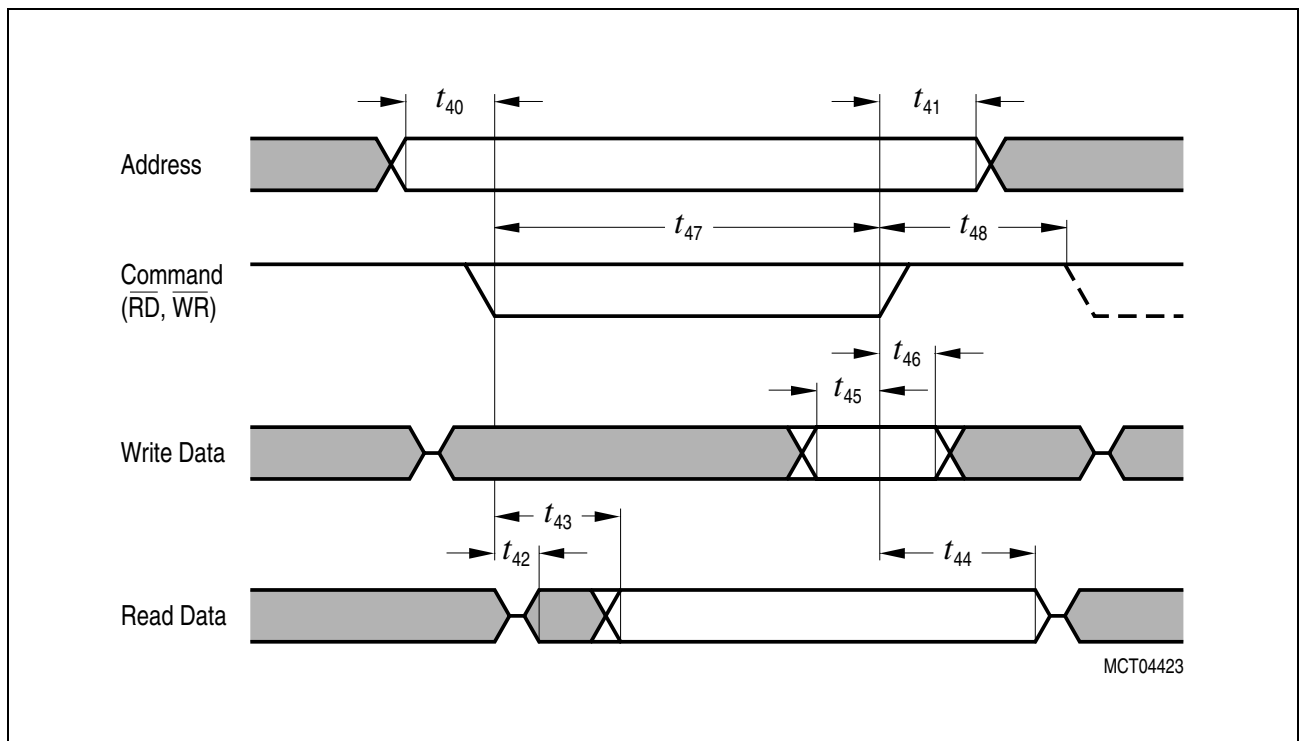 t40 t41
Address
t47 t48
Command
(RD, WR)
t46
t45
Write Data
t43
t42 t44
Read Data
MCT04423